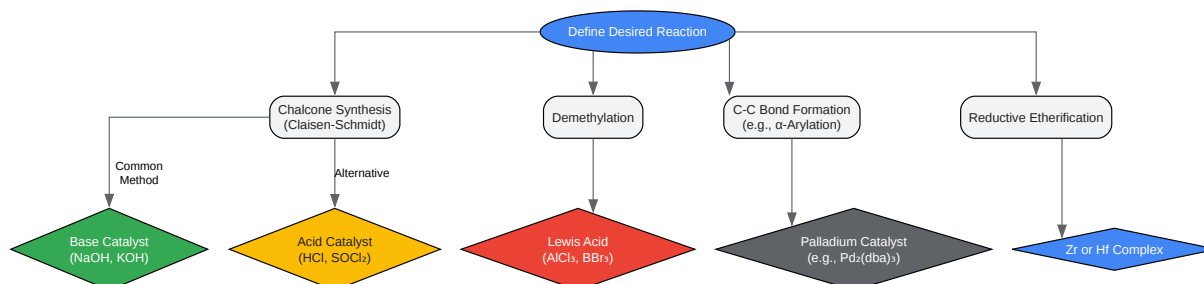 Define Desired Reaction
Chalcone Synthesis
(Claisen-Schmidt)
Demethylation
C-C Bond Formation
(e.g., α-Arylation)
Reductive Etherification
Common
Method
Alternative
Base Catalyst
(NaOH, KOH)
Acid Catalyst
(HCl, SOCl₂)
Lewis Acid
(AlCl₃, BBr₃)
Palladium Catalyst
(e.g., Pd₂(dba)₃)
Zr or Hf Complex